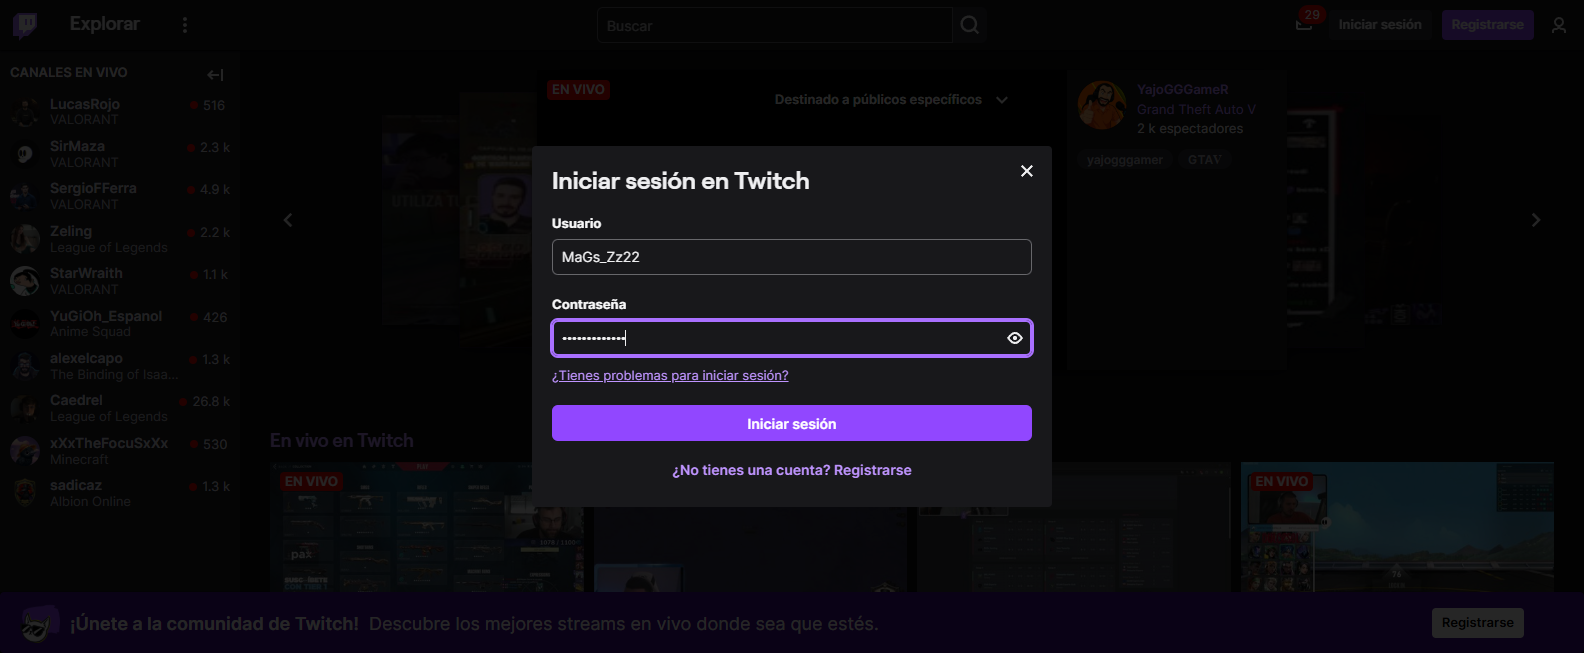 Explorar
Buscar
29
Iniciar sesión
Registrarse
CANALES EN VIVO
LucasRojo
516
VALORANT
SirMaza
2.3 k
VALORANT
SergioFFerra
4.9 k
VALORANT
Zeling
2.2 k
League of Legends
StarWraith
1.1 k
VALORANT
YuGiOh_Espanol
426
Anime Squad
alexelcapo
1.3 k
The Binding of Isaa...
Caedrel
26.8 k
League of Legends
xXxTheFocuSxXx
530
Minecraft
sadicaz
1.3 k
Albion Online
EN VIVO
Destinado a públicos específicos
YajoGGGameR
Grand Theft Auto V
2 k espectadores
yajogggamer
GTAV
UTILIZA
Iniciar sesión en Twitch
Usuario
MaGs_Zz22
Contraseña
•••••••••••••
¿Tienes problemas para iniciar sesión?
Iniciar sesión
¿No tienes una cuenta? Registrarse
En vivo en Twitch
EN VIVO
EN VIVO
¡Únete a la comunidad de Twitch! Descubre los mejores streams en vivo donde sea que estés.
Registrarse